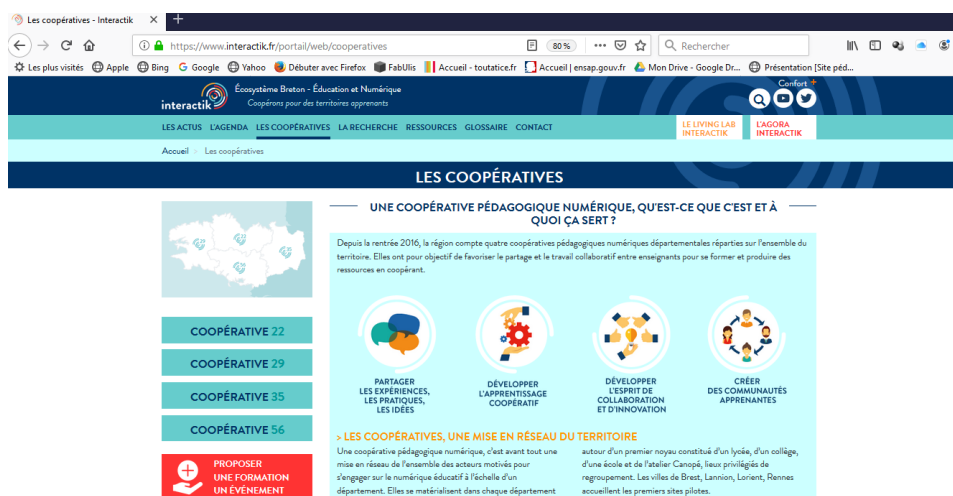 Les coopératives - Interactik
https://www.interactik.fr/portail/web/cooperatives
80 %
Rechercher
Les plus visités Apple Bing Google Yahoo Débuter avec Firefox FabUlis Accueil - toutatice.fr Accueil | ensap.gouv.fr Mon Drive - Google Dr... Présentation [Site péd...
interactik
Écosystème Breton - Éducation et Numérique
Coopérons pour des territoires apprenants
Confort +
LES ACTUS L'AGENDA LES COOPÉRATIVES LA RECHERCHE RESSOURCES GLOSSAIRE CONTACT
LE LIVING LAB
INTERACTIK
L'AGORA
INTERACTIK
Accueil > Les coopératives
LES COOPÉRATIVES
29
22
35
56
COOPÉRATIVE 22
COOPÉRATIVE 29
COOPÉRATIVE 35
COOPÉRATIVE 56
PROPOSER
UNE FORMATION
UN ÉVÉNEMENT
UNE COOPÉRATIVE PÉDAGOGIQUE NUMÉRIQUE, QU'EST-CE QUE C'EST ET À
QUOI ÇA SERT ?
Depuis la rentrée 2016, la région compte quatre coopératives pédagogiques numériques départementales réparties sur l'ensemble du
territoire. Elles ont pour objectif de favoriser le partage et le travail collaboratif entre enseignants pour se former et produire des
ressources en coopérant.
PARTAGER
LES EXPÉRIENCES,
LES PRATIQUES,
LES IDÉES
DÉVELOPPER
L'APPRENTISSAGE
COOPÉRATIF
DÉVELOPPER
L'ESPRIT DE
COLLABORATION
ET D'INNOVATION
CRÉER
DES COMMUNAUTÉS
APPRENANTES
> LES COOPÉRATIVES, UNE MISE EN RÉSEAU DU TERRITOIRE
Une coopérative pédagogique numérique, c'est avant tout une
mise en réseau de l'ensemble des acteurs motivés pour
s'engager sur le numérique éducatif à l'échelle d'un
département. Elles se matérialisent dans chaque département
autour d'un premier noyau constitué d'un lycée, d'un collège,
d'une école et de l'atelier Canopé, lieux privilégiés de
regroupement. Les villes de Brest, Lannion, Lorient, Rennes
accueillent les premiers sites pilotes.